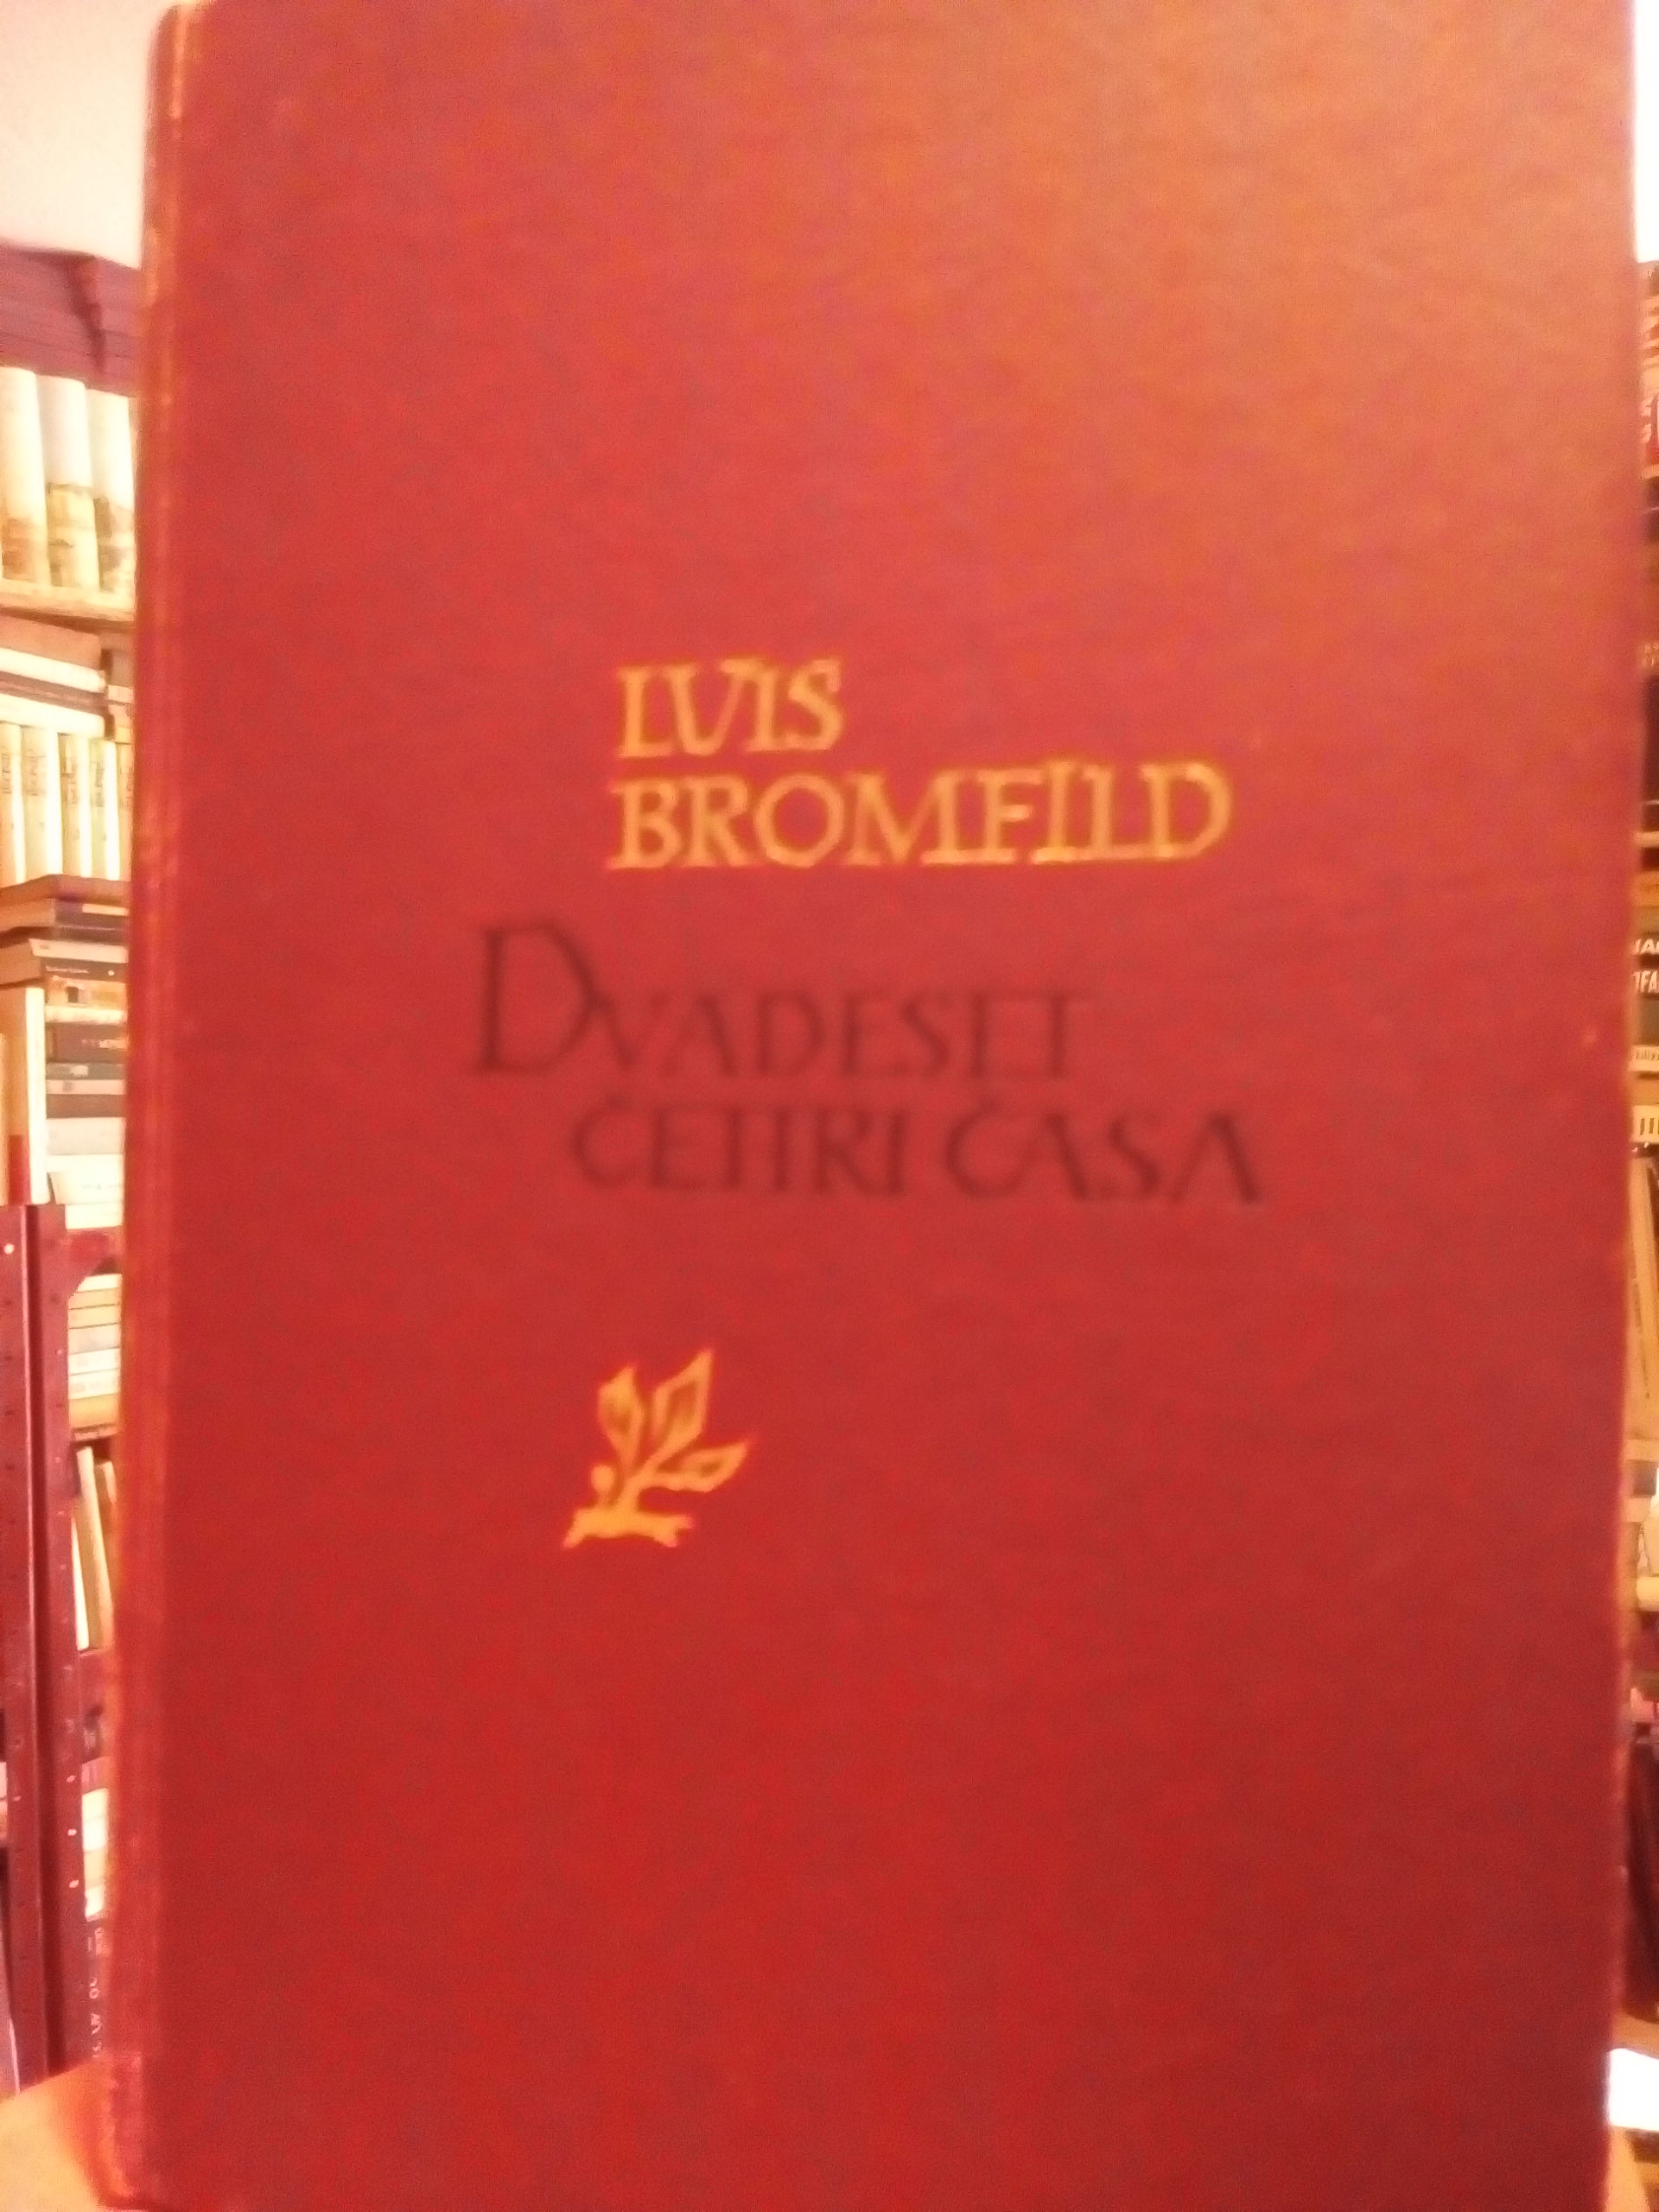 LUIS
BROMFILD
DVADESET
ČETIRI ČASA